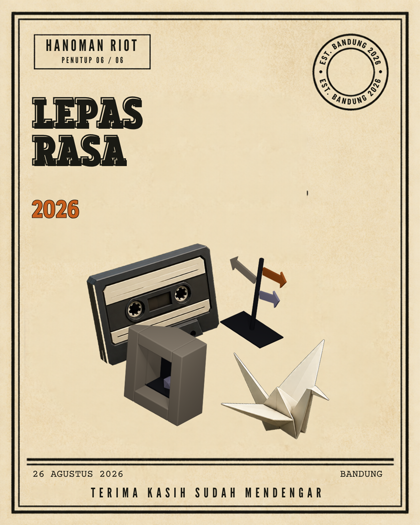 HANOMAN RIOT
PENUTUP 06 / 06
EST. BANDUNG 2026 • EST. BANDUNG 2026 •
LEPAS
RASA
2026
26 AGUSTUS 2026
BANDUNG
TERIMA KASIH SUDAH MENDENGAR